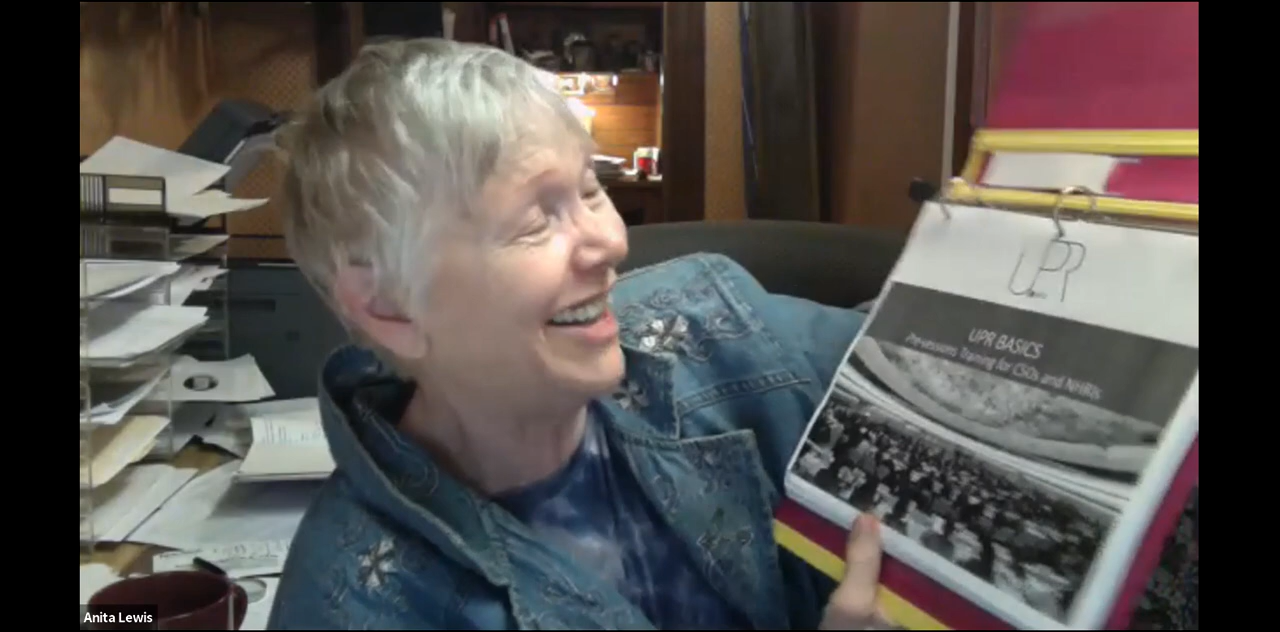 UPR
UPR BASICS
Pre-sessions Training for CSOs and NHRIs
Anita Lewis